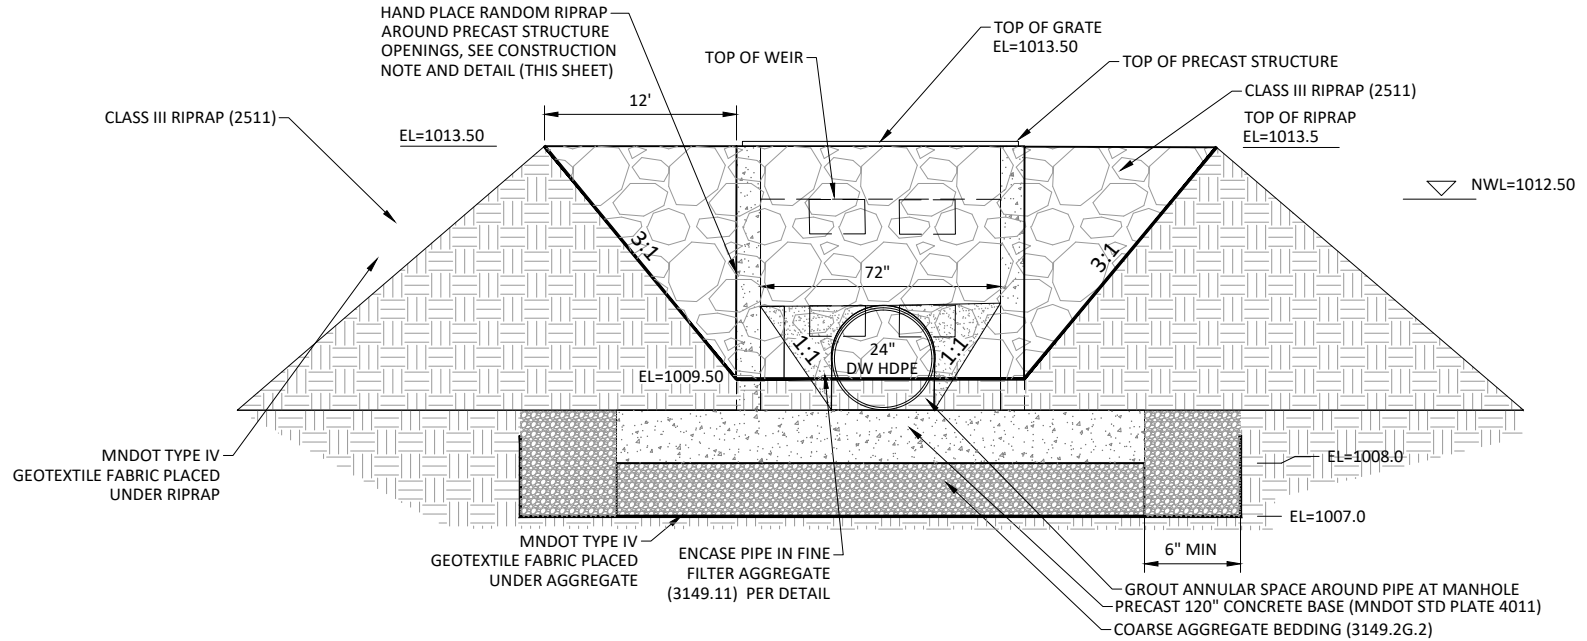 HAND PLACE RANDOM RIPRAP
AROUND PRECAST STRUCTURE
OPENINGS, SEE CONSTRUCTION
NOTE AND DETAIL (THIS SHEET)
TOP OF GRATE
EL=1013.50
TOP OF WEIR
TOP OF PRECAST STRUCTURE
CLASS III RIPRAP (2511)
12'
CLASS III RIPRAP (2511)
TOP OF RIPRAP
EL=1013.5
EL=1013.50
NWL=1012.50
3:1
3:1
72"
1:1
24"
DW HDPE
1:1
EL=1009.50
MNDOT TYPE IV
GEOTEXTILE FABRIC PLACED
UNDER RIPRAP
EL=1008.0
EL=1007.0
MNDOT TYPE IV
GEOTEXTILE FABRIC PLACED
UNDER AGGREGATE
ENCASE PIPE IN FINE
FILTER AGGREGATE
(3149.11) PER DETAIL
6" MIN
GROUT ANNULAR SPACE AROUND PIPE AT MANHOLE
PRECAST 120" CONCRETE BASE (MNDOT STD PLATE 4011)
COARSE AGGREGATE BEDDING (3149.2G.2)